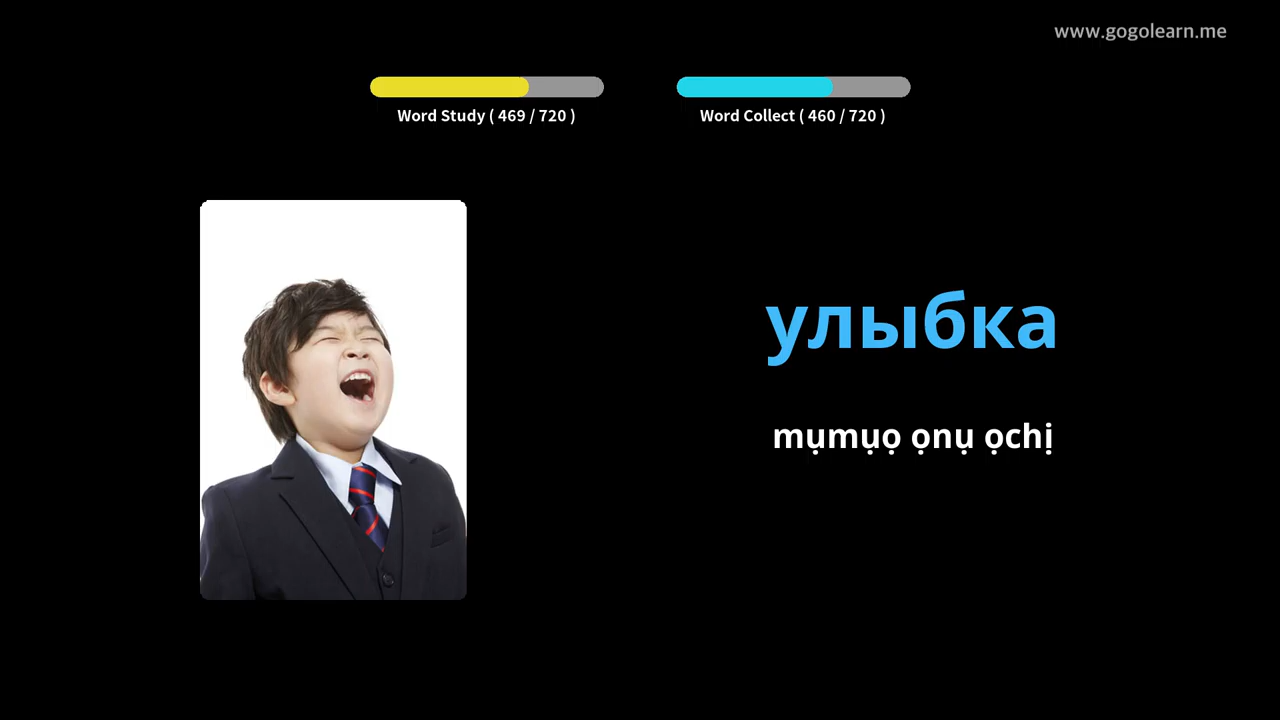 www.gogolearn.me
Word Study ( 469 / 720 )
Word Collect ( 460 / 720 )
улыбка
mụmụọ ọnụ ọchị